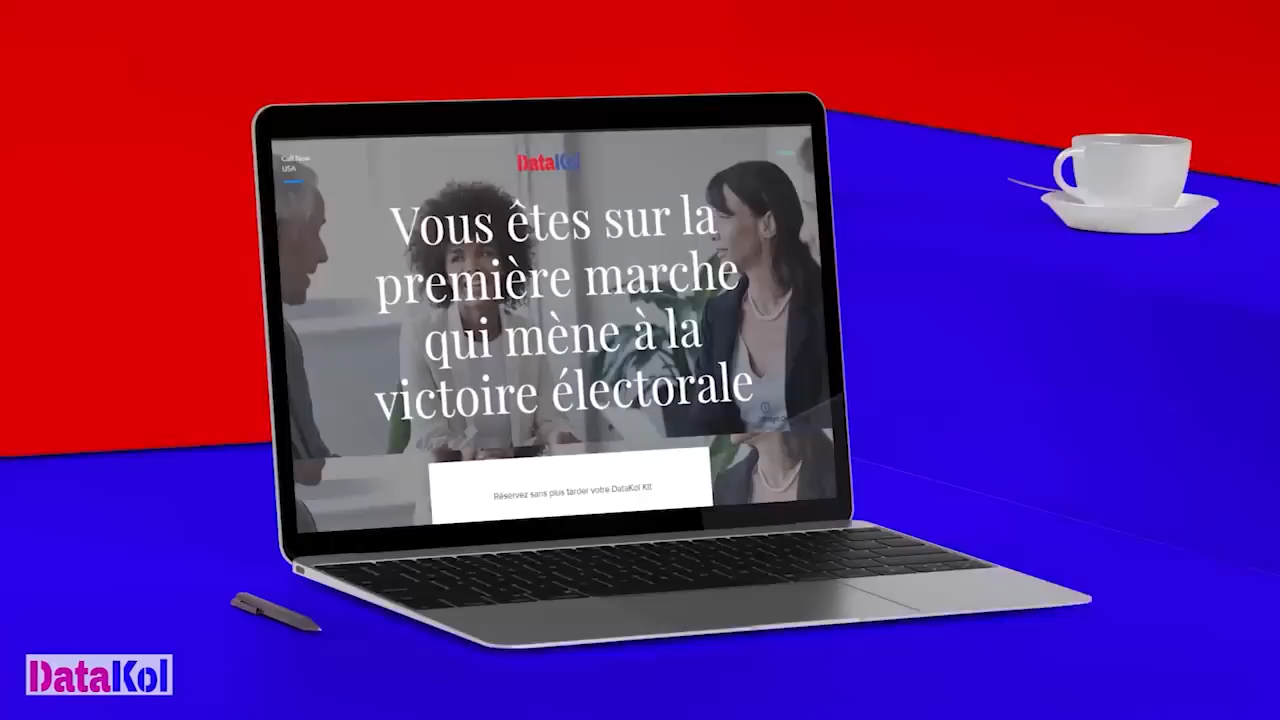 Call Now
USA
DataKol
Vous êtes sur la
première marche
qui mène à la
victoire électorale
Réservez sans plus tarder votre DataKol Kit
DataKol